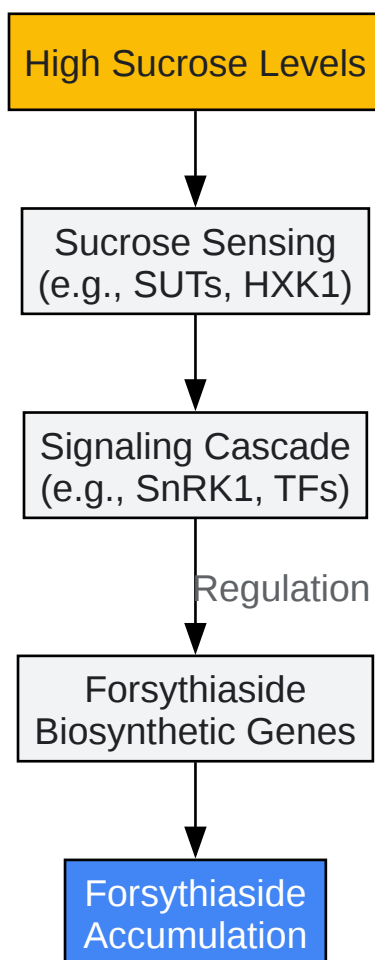 High Sucrose Levels
Sucrose Sensing
(e.g., SUTs, HXK1)
Signaling Cascade
(e.g., SnRK1, TFs)
Regulation
Forsythiaside
Biosynthetic Genes
Forsythiaside
Accumulation